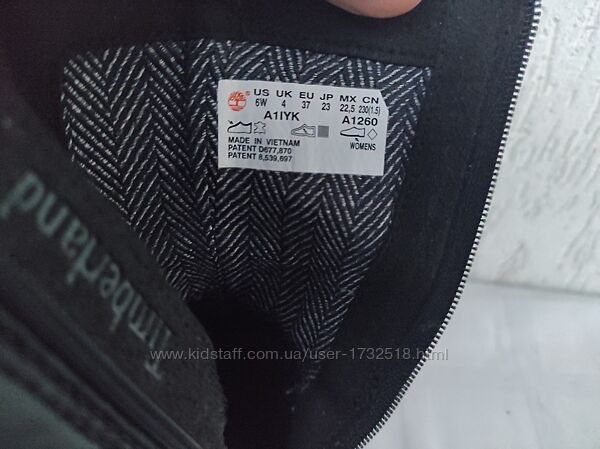 US UK EU JP MX CN
6W 4 37 23 22,5 230(1.5)
A1IYK A1260
MADE IN VIETNAM
PATENT D677,870
PATENT 8,539,697
WOMENS
Timberland
www.kidstaff.com.ua/user-1732518.html